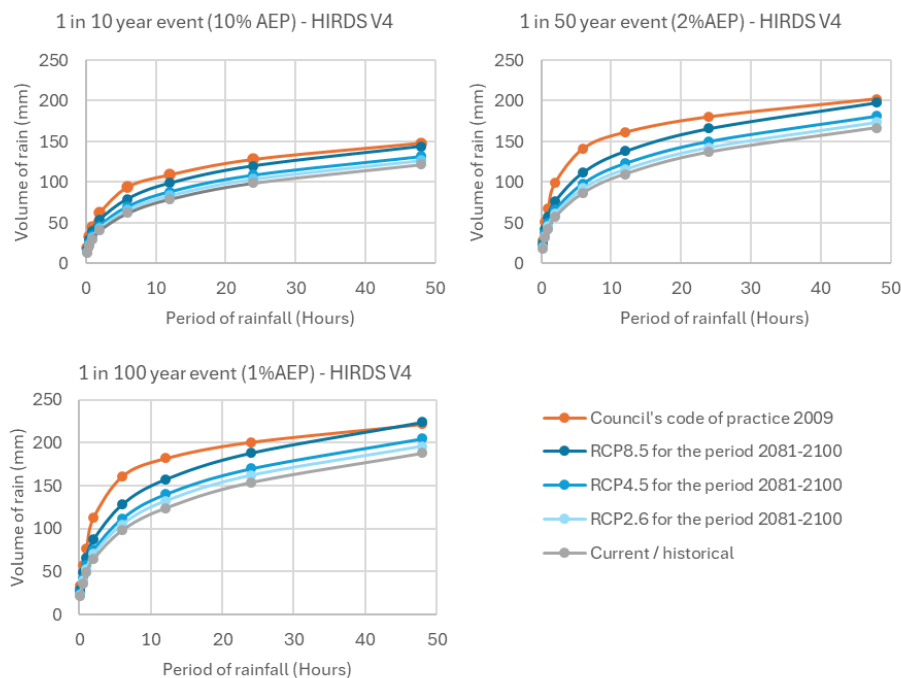 1 in 10 year event (10% AEP) - HIRDS V4
Volume of rain (mm)
250
200
150
100
50
0
0 10 20 30 40 50
Period of rainfall (Hours)
1 in 50 year event (2%AEP) - HIRDS V4
Volume of rain (mm)
250
200
150
100
50
0
0 10 20 30 40 50
Period of rainfall (Hours)
1 in 100 year event (1%AEP) - HIRDS V4
Volume of rain (mm)
250
200
150
100
50
0
0 10 20 30 40 50
Period of rainfall (Hours)
Council's code of practice 2009
RCP8.5 for the period 2081-2100
RCP4.5 for the period 2081-2100
RCP2.6 for the period 2081-2100
Current / historical